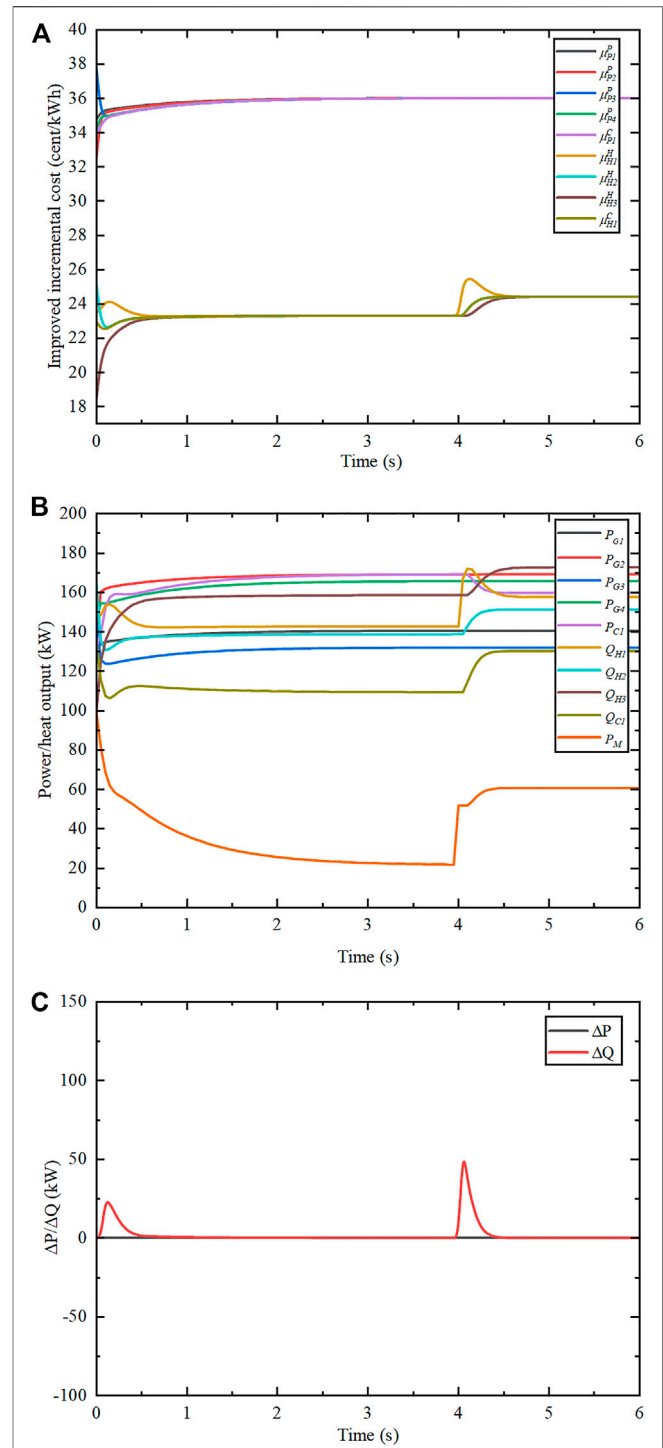 A
40
38
36
34
32
30
28
26
24
22
20
18
0 1 2 3 4 5 6
Improved incremental cost (cent/kWh)
Time (s)
μ^P_P1
μ^P_P2
μ^P_P3
μ^P_P4
μ^C_P1
μ^H_H1
μ^H_H2
μ^H_H3
μ^C_H1
B
200
180
160
140
120
100
80
60
40
20
0
0 1 2 3 4 5 6
Power/heat output (kW)
Time (s)
P_G1
P_G2
P_G3
P_G4
P_C1
Q_H1
Q_H2
Q_H3
Q_C1
P_M
C
150
100
50
0
-50
-100
0 1 2 3 4 5 6
ΔP/ΔQ (kW)
Time (s)
ΔP
ΔQ